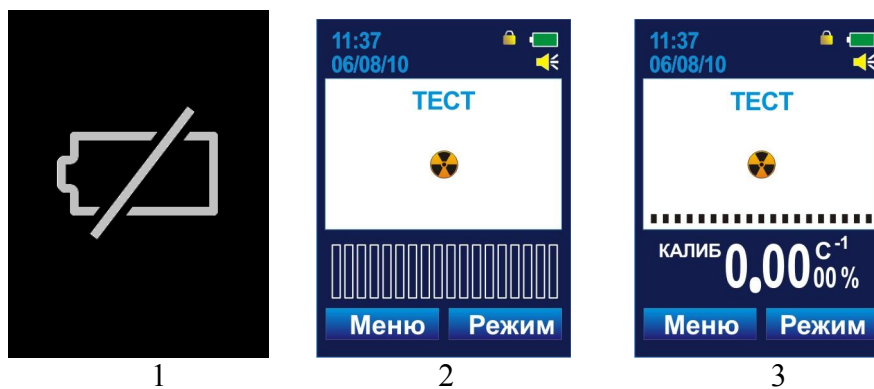 11:37
06/08/10
ТЕСТ
Меню Режим
11:37
06/08/10
ТЕСТ
КАЛИБ 0.00 С-1
00 %
Меню Режим
1 2 3